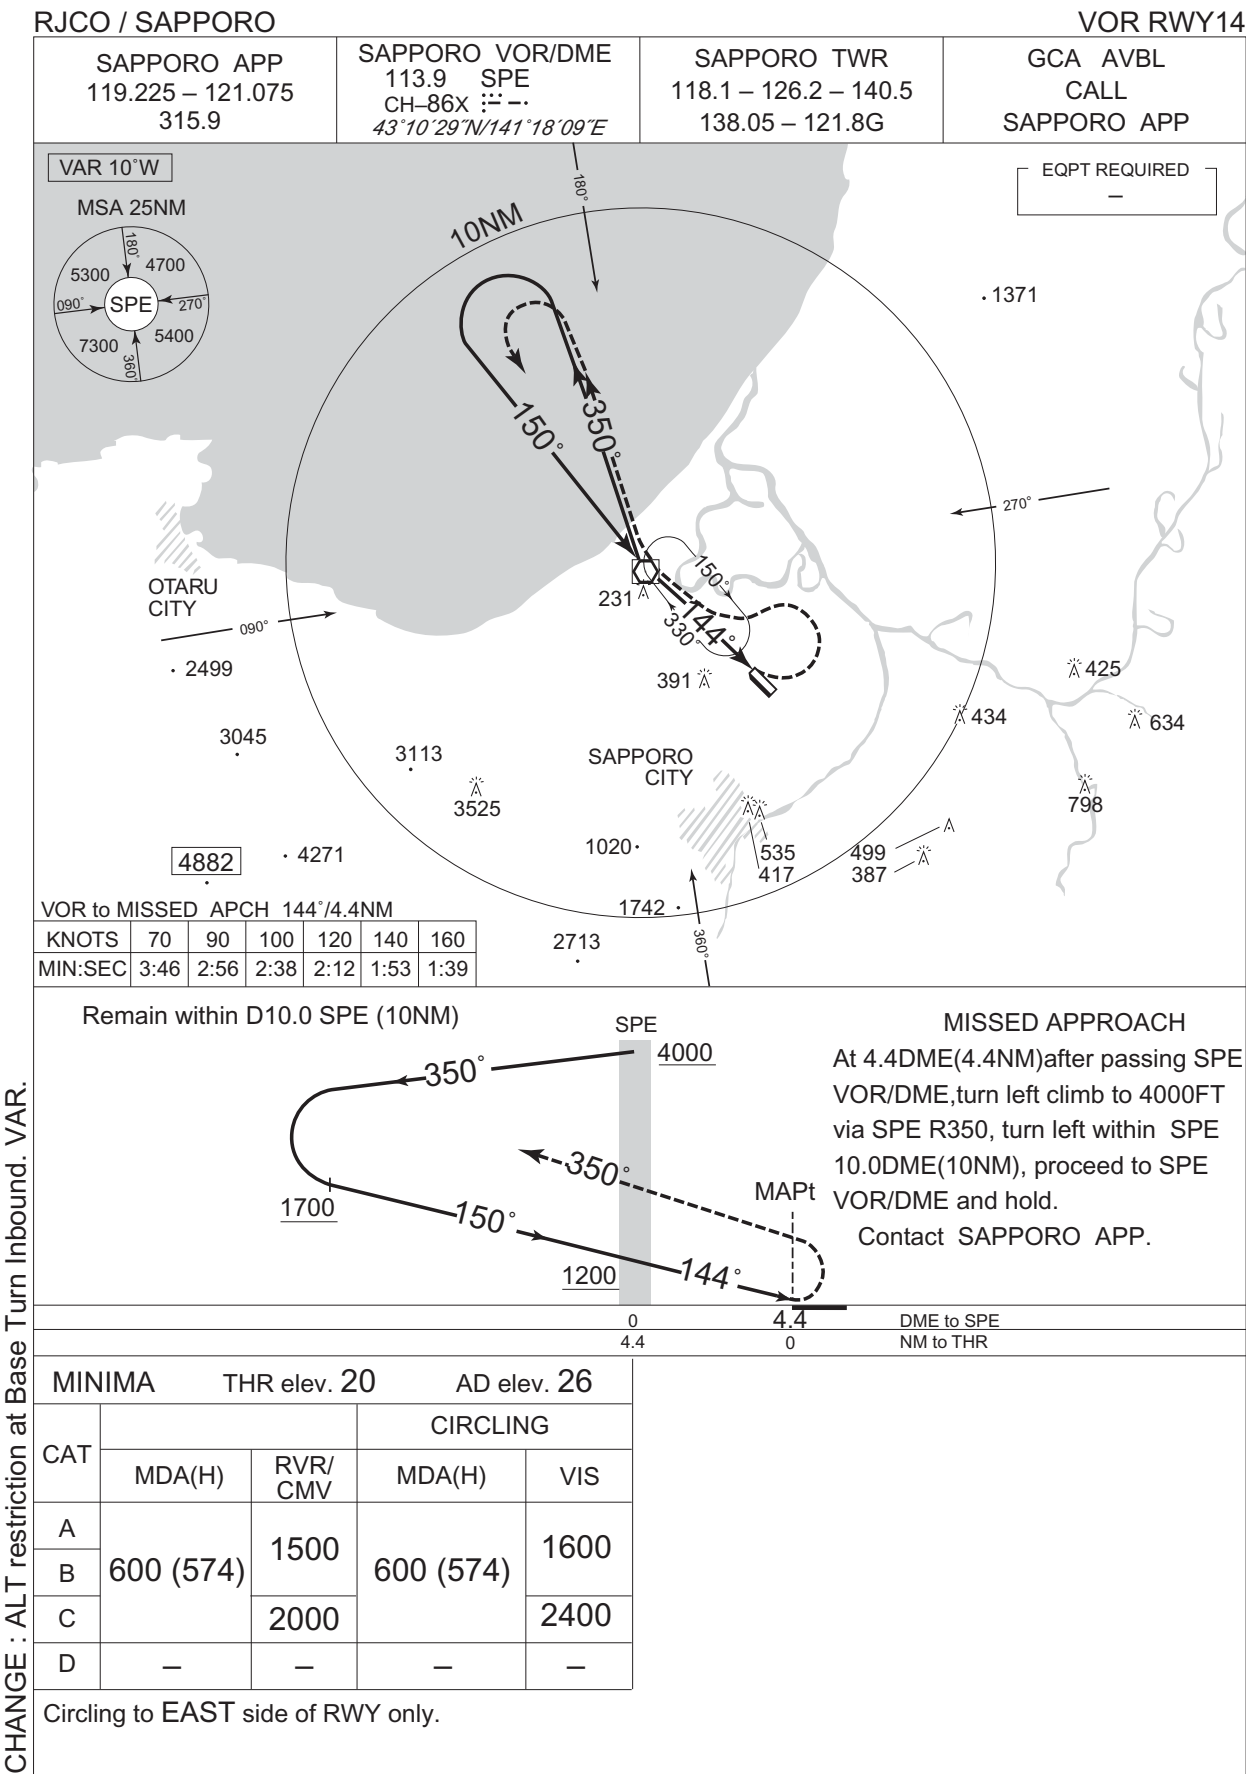 RJCO / SAPPORO
VOR RWY14
SAPPORO APP
119.225 – 121.075
315.9
SAPPORO VOR/DME
113.9 SPE
CH–86X
43°10´29˝N/141°18´09˝E
SAPPORO TWR
118.1 – 126.2 – 140.5
138.05 – 121.8G
GCA AVBL
CALL
SAPPORO APP
VAR 10°W
MSA 25NM
180°
5300
4700
090°
SPE
270°
7300
5400
360°
EQPT REQUIRED
–
180°
10NM
1371
150°
350°
270°
OTARU
CITY
090°
231
150°
144°
330°
2499
391
425
434
634
3045
3113
SAPPORO
CITY
3525
798
1020
535
417
499
387
4882
4271
1742
360°
2713
VOR to MISSED APCH 144°/4.4NM
KNOTS 70 90 100 120 140 160
MIN:SEC 3:46 2:56 2:38 2:12 1:53 1:39
Remain within D10.0 SPE (10NM)
SPE
4000
350°
350°
1700
150°
MAPt
1200
144°
MISSED APPROACH
At 4.4DME(4.4NM)after passing SPE
VOR/DME,turn left climb to 4000FT
via SPE R350, turn left within SPE
10.0DME(10NM), proceed to SPE
VOR/DME and hold.
Contact SAPPORO APP.
0 4.4 DME to SPE
4.4 0 NM to THR
MINIMA THR elev. 20 AD elev. 26
CAT
CIRCLING
MDA(H) RVR/CMV MDA(H) VIS
A
B
C
600 (574)
1500
2000
600 (574)
1600
2400
D – – – –
Circling to EAST side of RWY only.
CHANGE : ALT restriction at Base Turn Inbound. VAR.